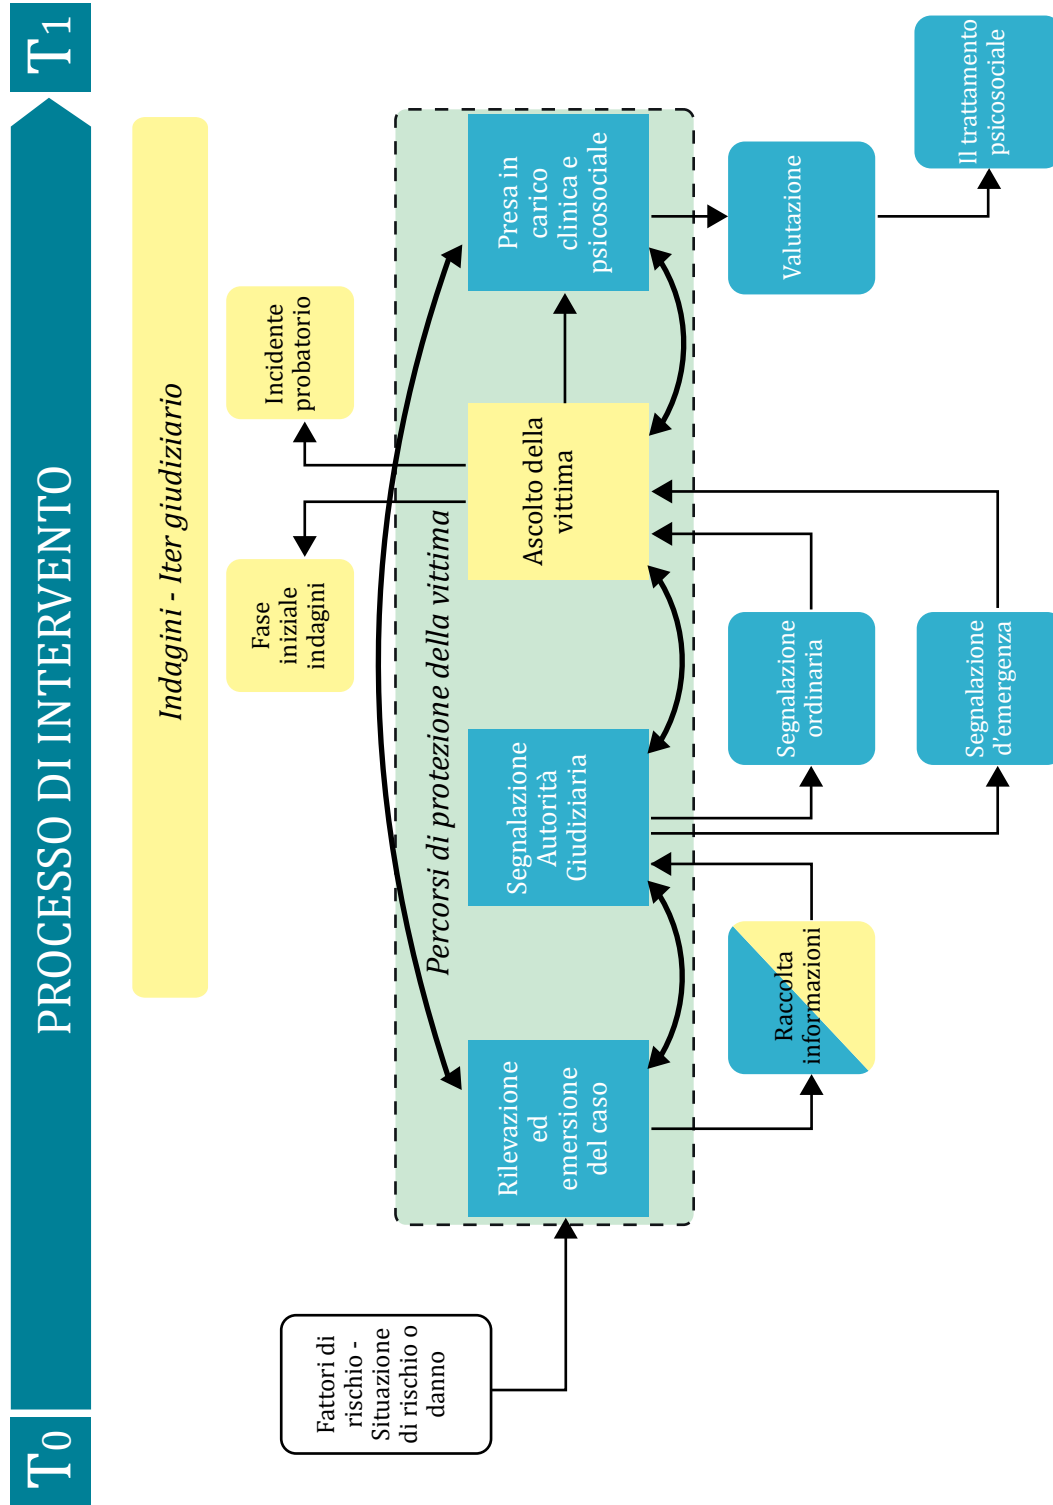 T0
PROCESSO DI INTERVENTO
T1
Indagini - Iter giudiziario
Fase
iniziale
indagini
Incidente
probatorio
Fattori di
rischio -
Situazione
di rischio o
danno
Percorsi di protezione della vittima
Rilevazione
ed
emersione
del caso
Segnalazione
Autorità
Giudiziaria
Ascolto della
vittima
Presa in
carico
clinica e
psicosociale
Raccolta
informazioni
Segnalazione
ordinaria
Valutazione
Segnalazione
d'emergenza
Il trattamento
psicosociale